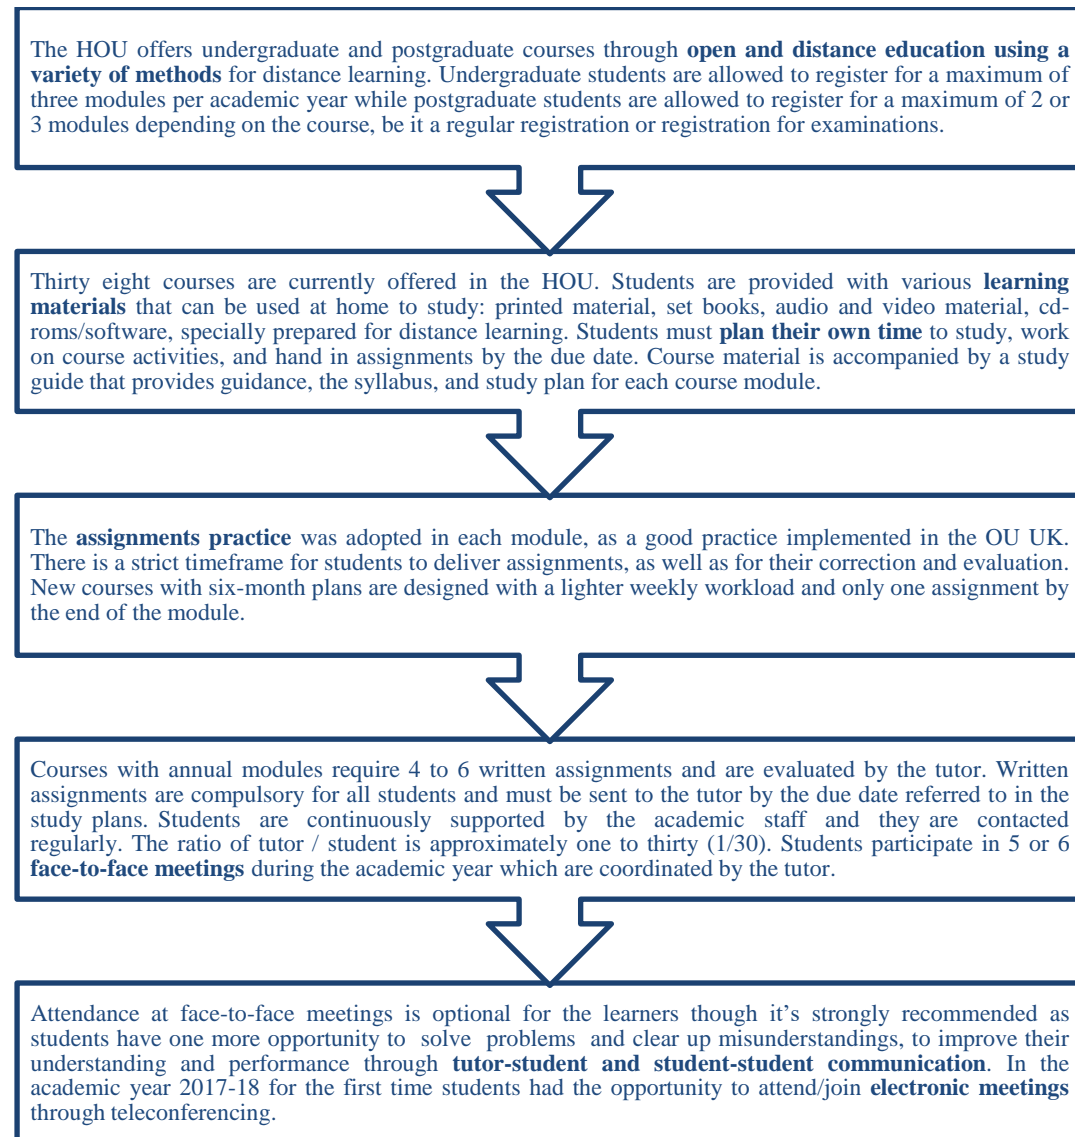 The HOU offers undergraduate and postgraduate courses through open and distance education using a
variety of methods for distance learning. Undergraduate students are allowed to register for a maximum of
three modules per academic year while postgraduate students are allowed to register for a maximum of 2 or
3 modules depending on the course, be it a regular registration or registration for examinations.
Thirty eight courses are currently offered in the HOU. Students are provided with various learning
materials that can be used at home to study: printed material, set books, audio and video material, cd-
roms/software, specially prepared for distance learning. Students must plan their own time to study, work
on course activities, and hand in assignments by the due date. Course material is accompanied by a study
guide that provides guidance, the syllabus, and study plan for each course module.
The assignments practice was adopted in each module, as a good practice implemented in the OU UK.
There is a strict timeframe for students to deliver assignments, as well as for their correction and evaluation.
New courses with six-month plans are designed with a lighter weekly workload and only one assignment by
the end of the module.
Courses with annual modules require 4 to 6 written assignments and are evaluated by the tutor. Written
assignments are compulsory for all students and must be sent to the tutor by the due date referred to in the
study plans. Students are continuously supported by the academic staff and they are contacted
regularly. The ratio of tutor / student is approximately one to thirty (1/30). Students participate in 5 or 6
face-to-face meetings during the academic year which are coordinated by the tutor.
Attendance at face-to-face meetings is optional for the learners though it's strongly recommended as
students have one more opportunity to solve problems and clear up misunderstandings, to improve their
understanding and performance through tutor-student and student-student communication. In the
academic year 2017-18 for the first time students had the opportunity to attend/join electronic meetings
through teleconferencing.